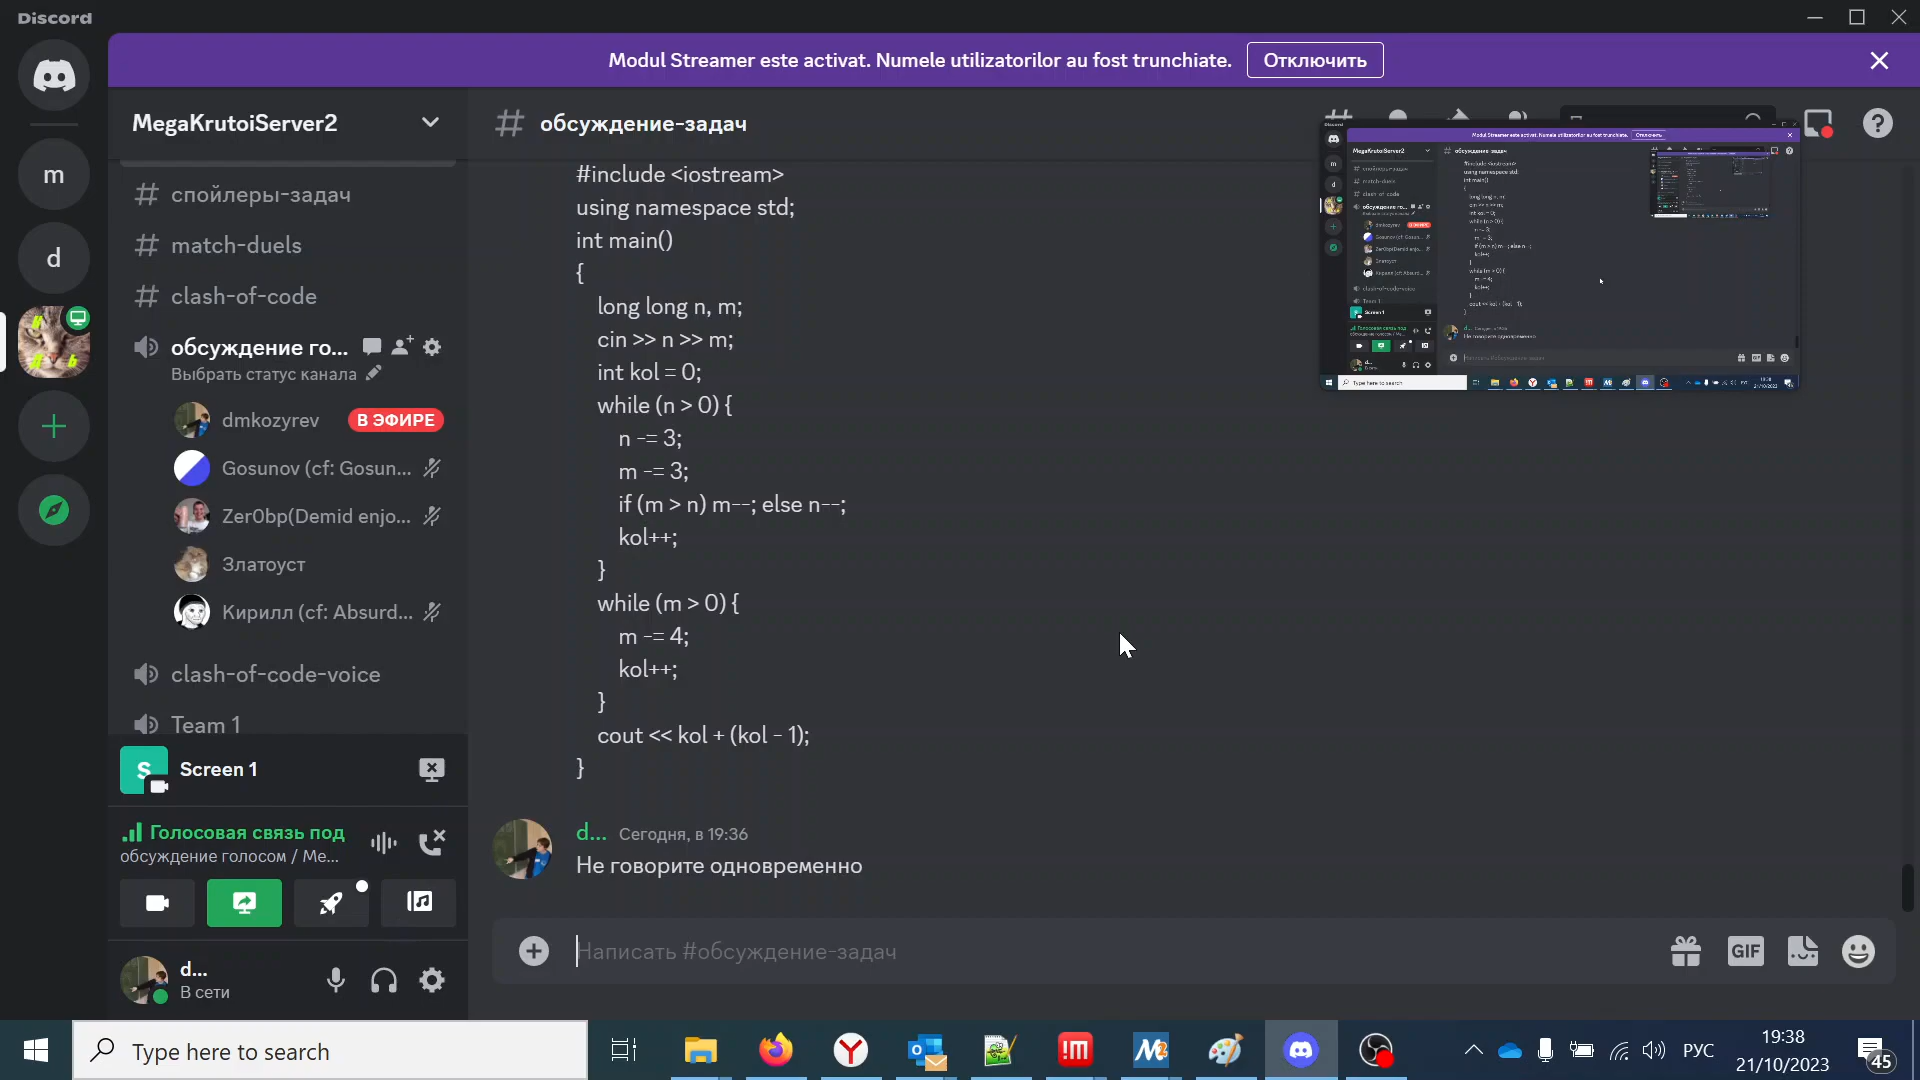 Discord
Modul Streamer este activat. Numele utilizatorilor au fost trunchiate.
Отключить
MegaKrutoiServer2
обсуждение-задач
m
d
спойлеры-задач
match-duels
clash-of-code
обсуждение го...
Выбрать статус канала
dmkozyrev
В ЭФИРЕ
Gosunov (cf: Gosun...
Zer0bp(Demid enjo...
Златоуст
Кирилл (cf: Absurd...
clash-of-code-voice
Team 1
S
Screen 1
Голосовая связь под
обсуждение голосом / Ме...
d...
В сети
#include <iostream>
using namespace std;
int main()
{
long long n, m;
cin >> n >> m;
int kol = 0;
while (n > 0) {
n -= 3;
m -= 3;
if (m > n) m--; else n--;
kol++;
}
while (m > 0) {
m -= 4;
kol++;
}
cout << kol + (kol - 1);
}
d... Сегодня, в 19:36
Не говорите одновременно
Написать #обсуждение-задач
GIF
Type here to search
РУС
19:38
21/10/2023
45